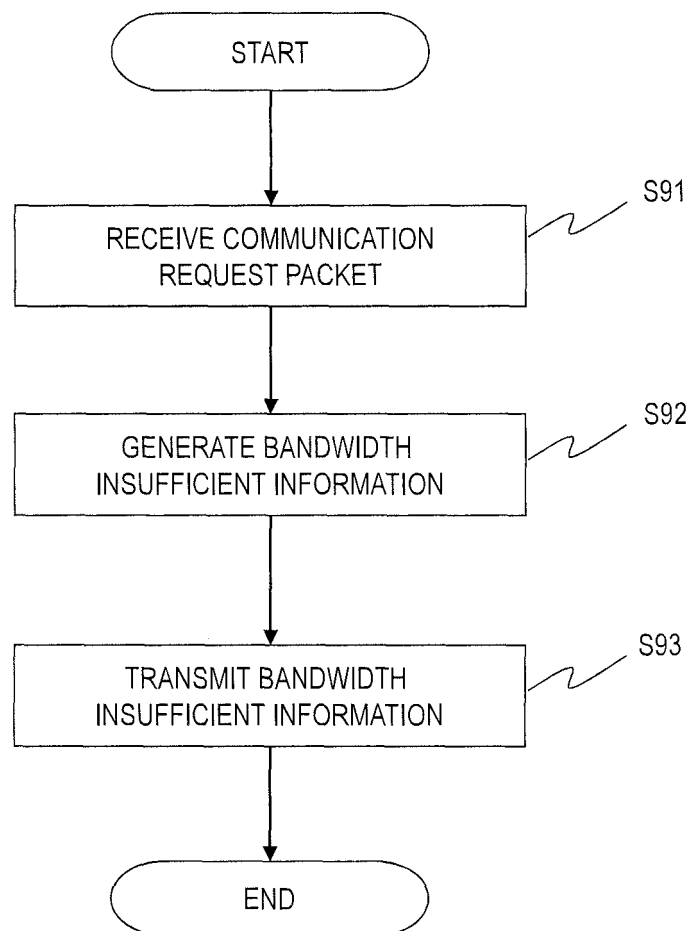 START
S91
RECEIVE COMMUNICATION
REQUEST PACKET
S92
GENERATE BANDWIDTH
INSUFFICIENT INFORMATION
S93
TRANSMIT BANDWIDTH
INSUFFICIENT INFORMATION
END